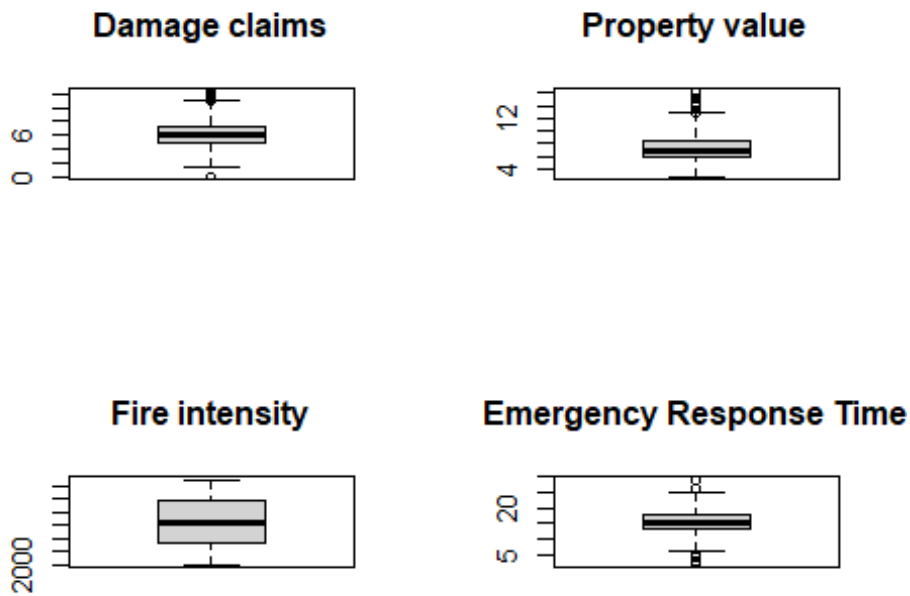 Damage claims
0 6
Property value
4 12
Fire intensity
2000
Emergency Response Time
5 20